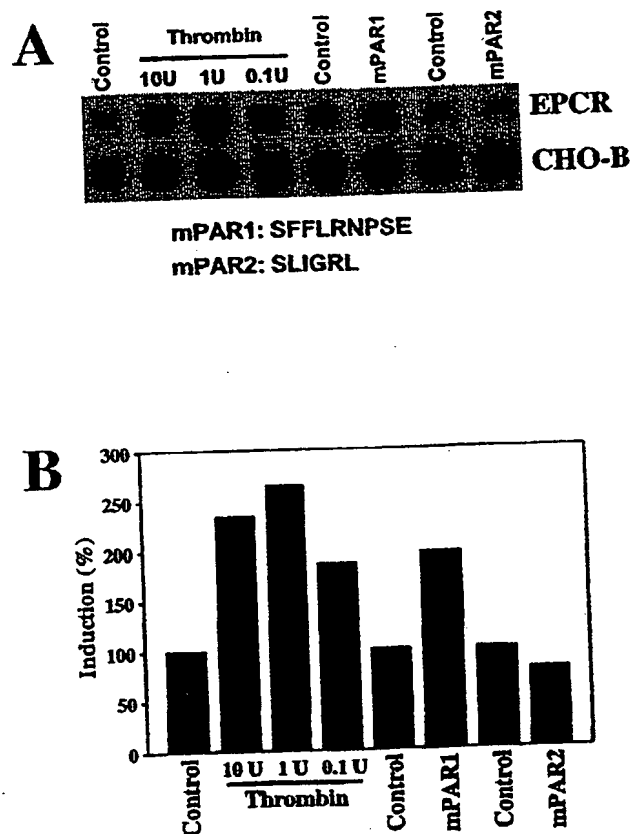 A
Control
Thrombin
10U 1U 0.1U
Control
mPAR1
Control
mPAR2
EPCR
CHO-B
mPAR1: SFFLRNPSE
mPAR2: SLIGRL
B
Induction (%)
300
250
200
150
100
50
0
Control
10 U 1 U 0.1 U
Thrombin
Control
mPAR1
Control
mPAR2